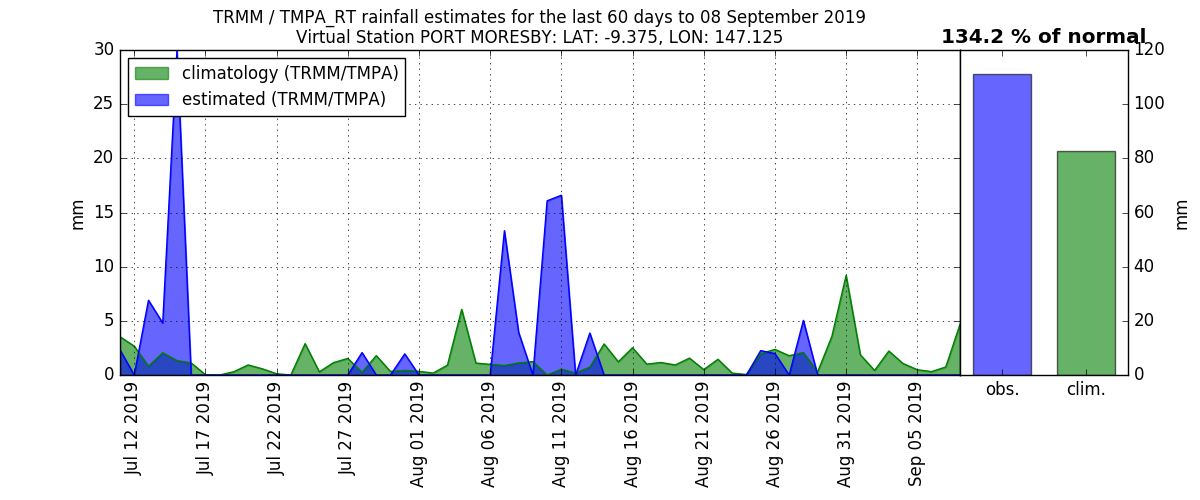 TRMM / TMPA_RT rainfall estimates for the last 60 days to 08 September 2019
Virtual Station PORT MORESBY: LAT: -9.375, LON: 147.125
134.2 % of normal
climatology (TRMM/TMPA)
estimated (TRMM/TMPA)
mm
30
25
20
15
10
5
0
Jul 12 2019
Jul 17 2019
Jul 22 2019
Jul 27 2019
Aug 01 2019
Aug 06 2019
Aug 11 2019
Aug 16 2019
Aug 21 2019
Aug 26 2019
Aug 31 2019
Sep 05 2019
obs.
clim.
120
100
80
60
40
20
0
mm